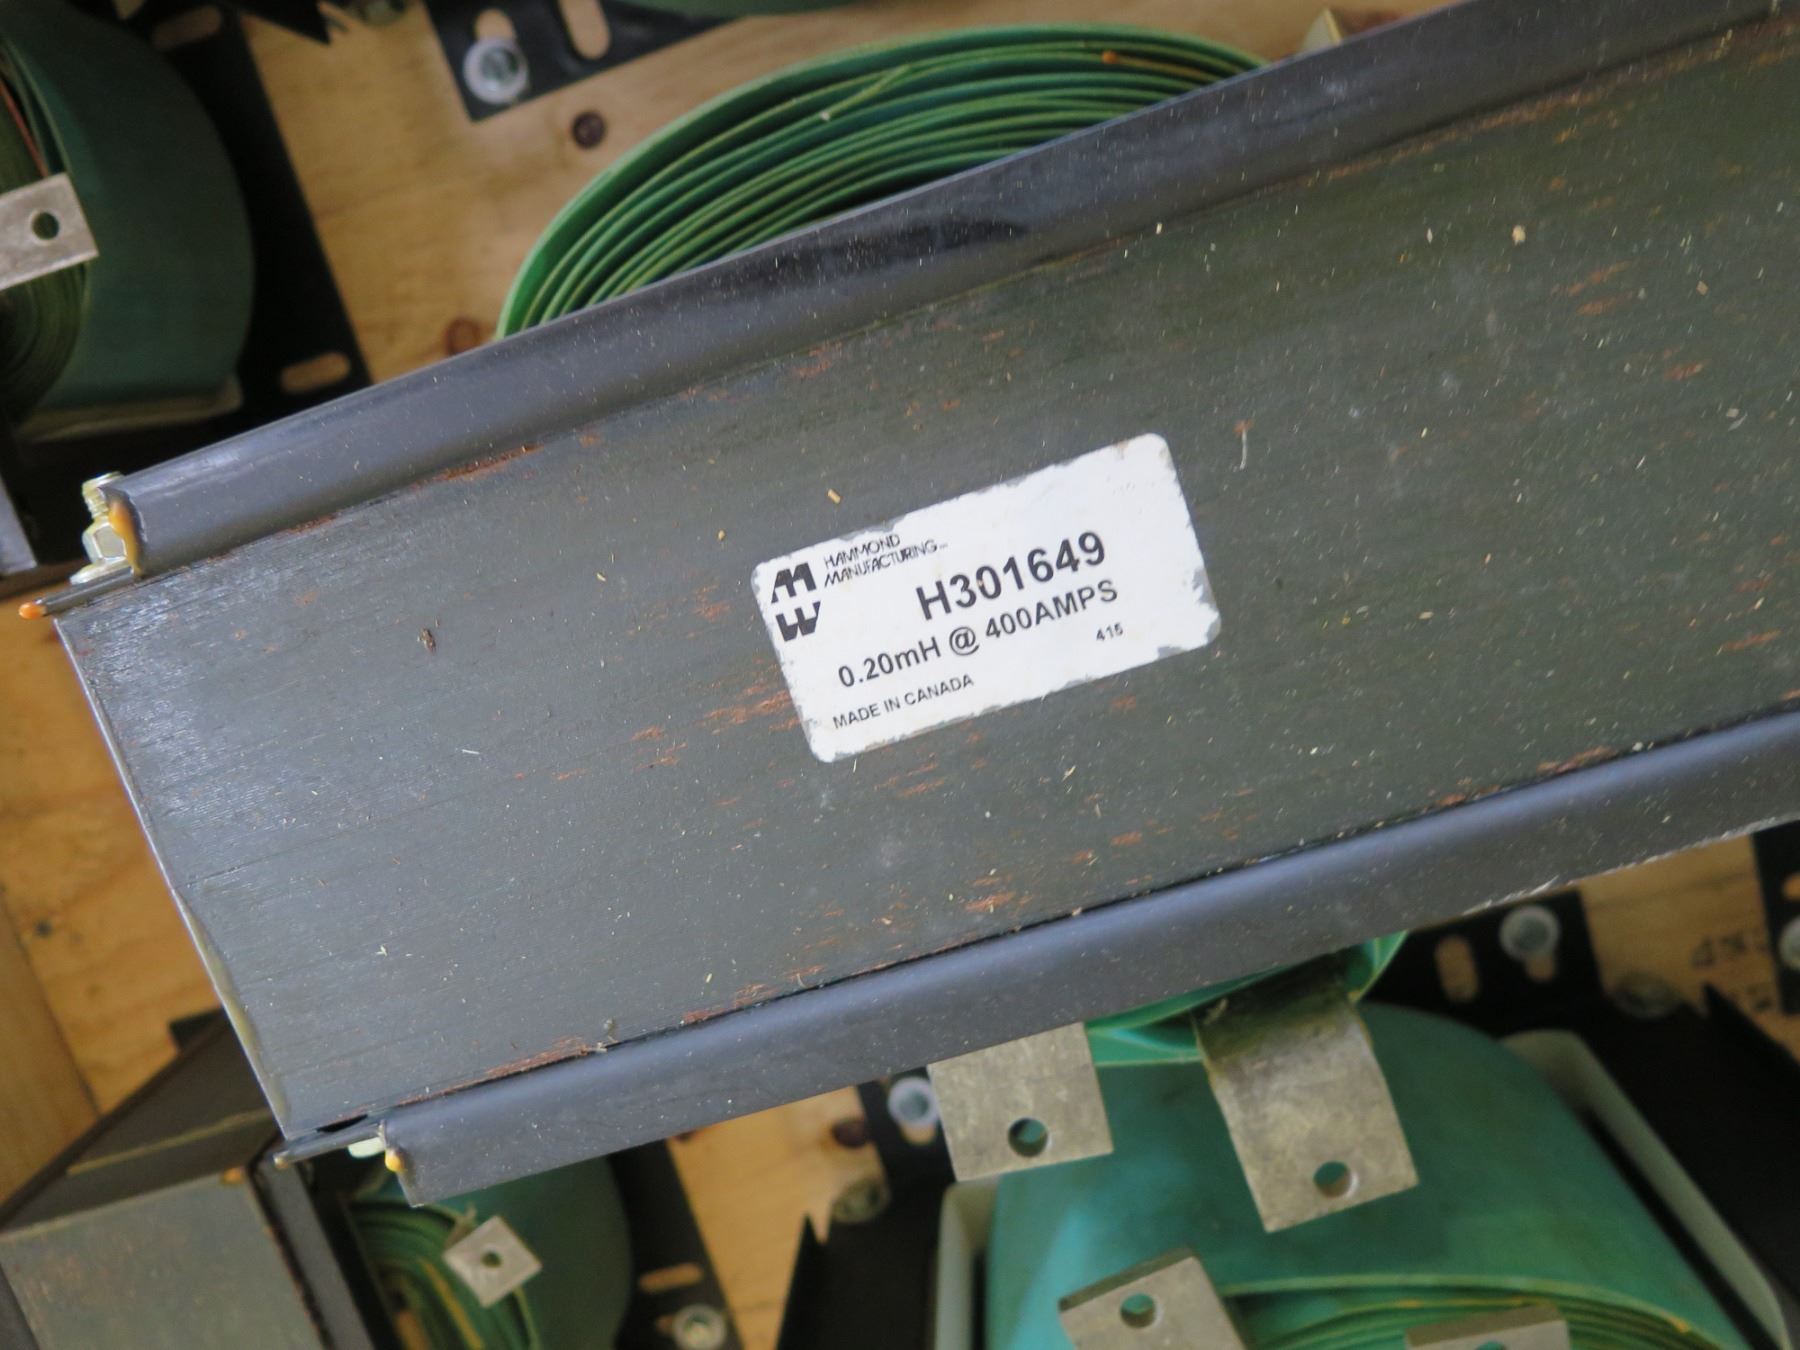 HAMMOND
MANUFACTURING
H301649
0.20mH @ 400AMPS
415
MADE IN CANADA